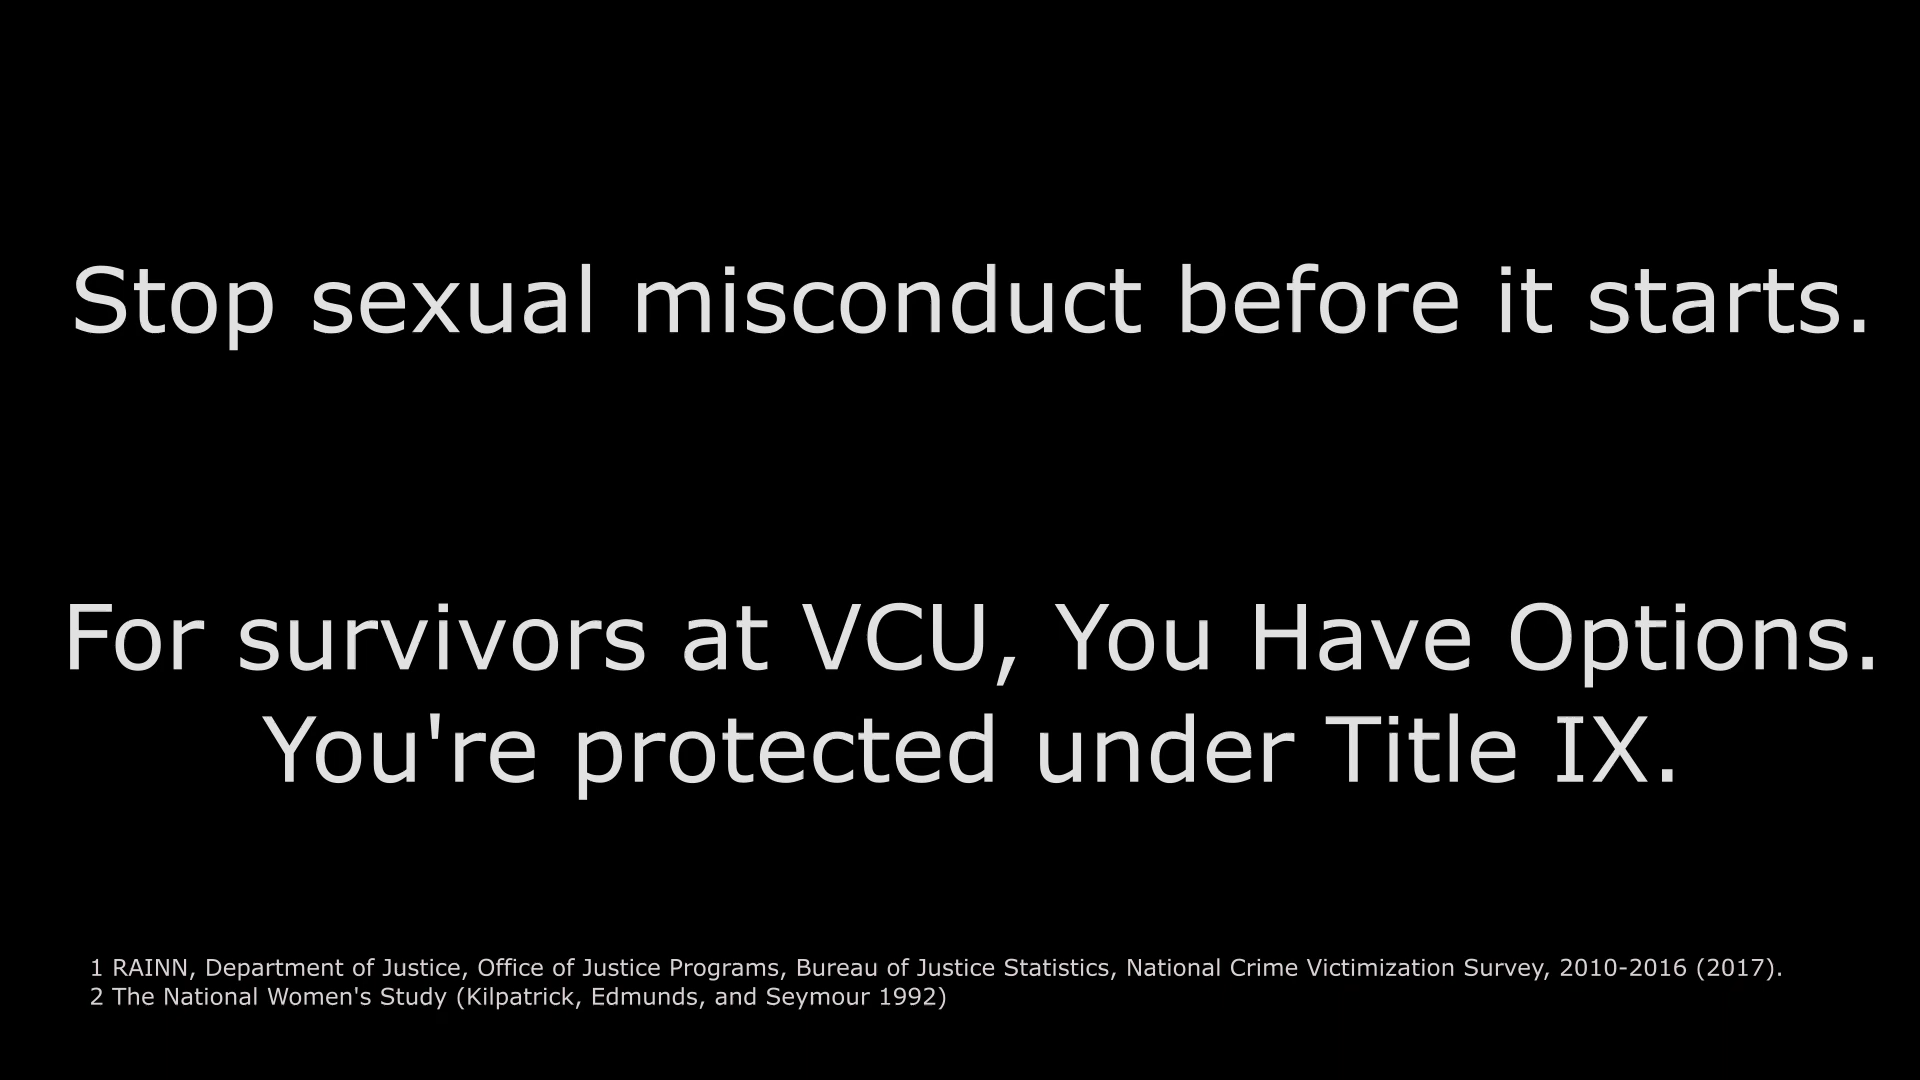 Stop sexual misconduct before it starts.
For survivors at VCU, You Have Options.
You're protected under Title IX.
1 RAINN, Department of Justice, Office of Justice Programs, Bureau of Justice Statistics, National Crime Victimization Survey, 2010-2016 (2017).
2 The National Women's Study (Kilpatrick, Edmunds, and Seymour 1992)